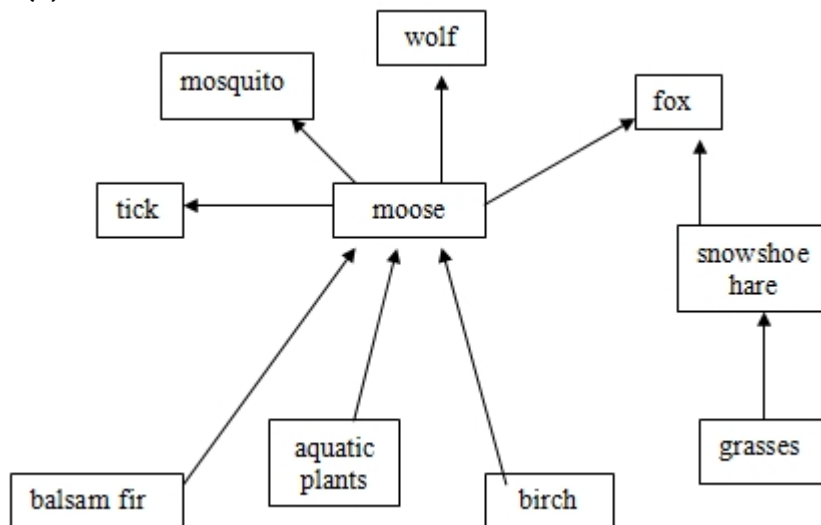 wolf
mosquito
fox
tick
moose
snowshoe
hare
aquatic
plants
grasses
balsam fir
birch